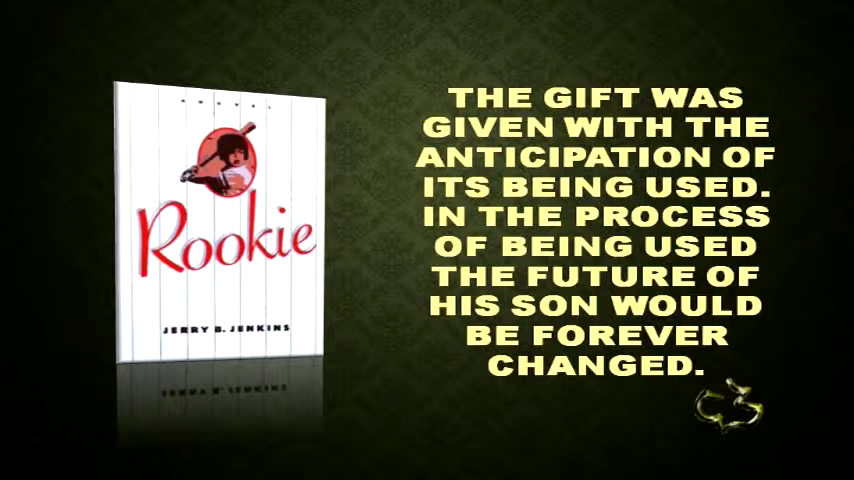 A NOVEL
Rookie
JERRY B. JENKINS
THE GIFT WAS
GIVEN WITH THE
ANTICIPATION OF
ITS BEING USED.
IN THE PROCESS
OF BEING USED
THE FUTURE OF
HIS SON WOULD
BE FOREVER
CHANGED.
C3